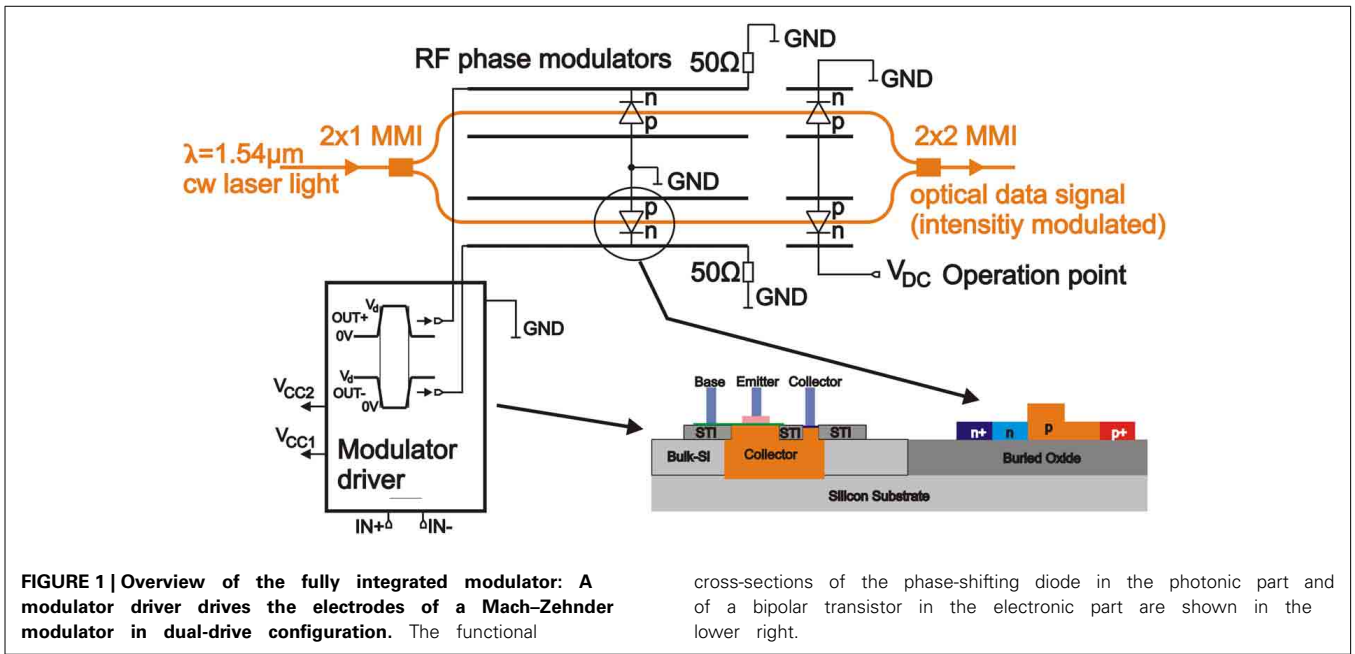 GND
RF phase modulators
50Ω
GND
n
n
p
p
2x1 MMI
2x2 MMI
λ=1.54µm
cw laser light
GND
optical data signal
(intensitiy modulated)
p
p
n
n
50Ω
GND
VDC Operation point
Vd
OUT+
0V
GND
Vd
OUT-
0V
VCC2
VCC1
Modulator
driver
IN+
IN-
Base Emitter Collector
STI STI STI
n+ n p p+
Bulk-Si Collector Buried Oxide
Silicon Substrate
FIGURE 1 | Overview of the fully integrated modulator: A
modulator driver drives the electrodes of a Mach–Zehnder
modulator in dual-drive configuration. The functional
cross-sections of the phase-shifting diode in the photonic part and
of a bipolar transistor in the electronic part are shown in the
lower right.